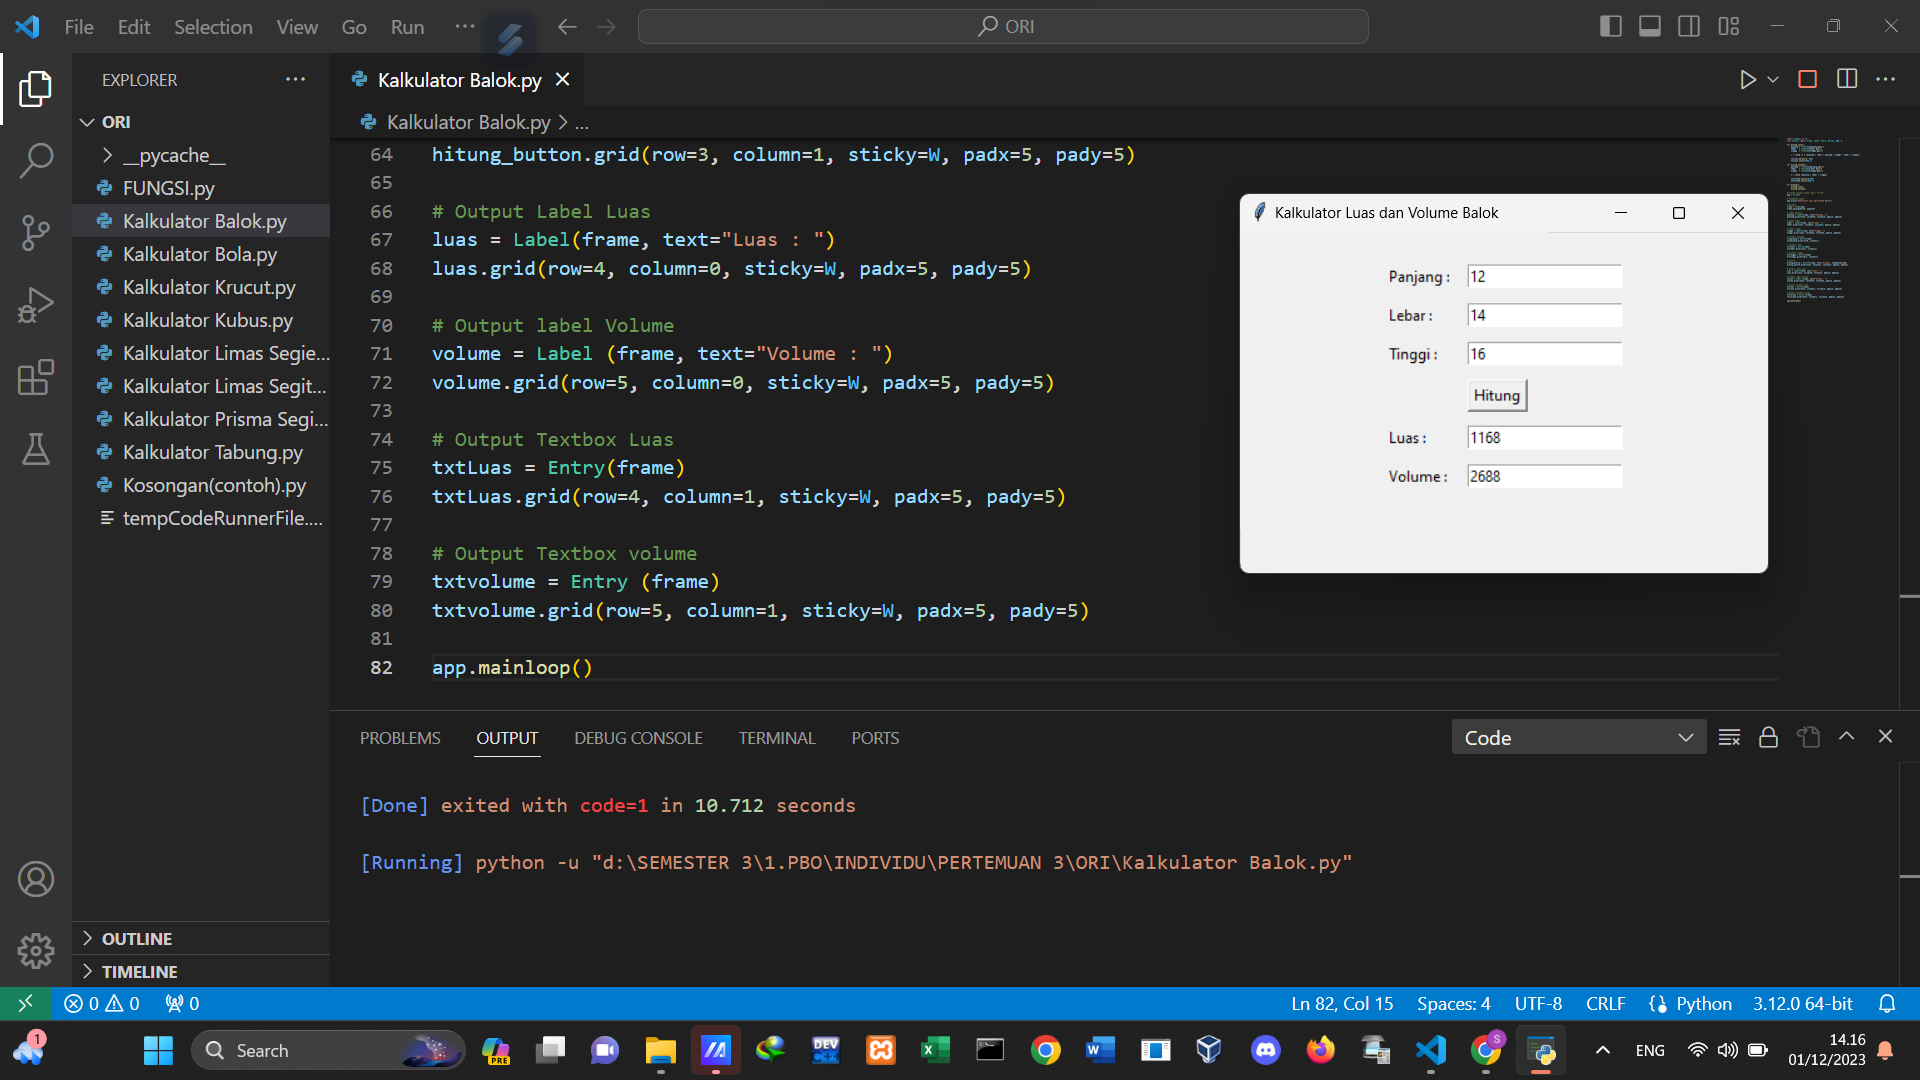 File Edit Selection View Go Run ··· ORI
EXPLORER
ORI
__pycache__
FUNGSI.py
Kalkulator Balok.py
Kalkulator Bola.py
Kalkulator Krucut.py
Kalkulator Kubus.py
Kalkulator Limas Segie...
Kalkulator Limas Segit...
Kalkulator Prisma Segi...
Kalkulator Tabung.py
Kosongan(contoh).py
tempCodeRunnerFile....
OUTLINE
TIMELINE
Kalkulator Balok.py
Kalkulator Balok.py > ...
64 hitung_button.grid(row=3, column=1, sticky=W, padx=5, pady=5)
65
66 # Output Label Luas
67 luas = Label(frame, text="Luas : ")
68 luas.grid(row=4, column=0, sticky=W, padx=5, pady=5)
69
70 # Output label Volume
71 volume = Label (frame, text="Volume : ")
72 volume.grid(row=5, column=0, sticky=W, padx=5, pady=5)
73
74 # Output Textbox Luas
75 txtLuas = Entry(frame)
76 txtLuas.grid(row=4, column=1, sticky=W, padx=5, pady=5)
77
78 # Output Textbox volume
79 txtvolume = Entry (frame)
80 txtvolume.grid(row=5, column=1, sticky=W, padx=5, pady=5)
81
82 app.mainloop()
Kalkulator Luas dan Volume Balok
Panjang : 12
Lebar : 14
Tinggi : 16
Hitung
Luas : 1168
Volume : 2688
PROBLEMS OUTPUT DEBUG CONSOLE TERMINAL PORTS Code
[Done] exited with code=1 in 10.712 seconds
[Running] python -u "d:\SEMESTER 3\1.PBO\INDIVIDU\PERTEMUAN 3\ORI\Kalkulator Balok.py"
0 0 0 Ln 82, Col 15 Spaces: 4 UTF-8 CRLF Python 3.12.0 64-bit
1 Search PRE DEV C++ S ENG 14.16
01/12/2023